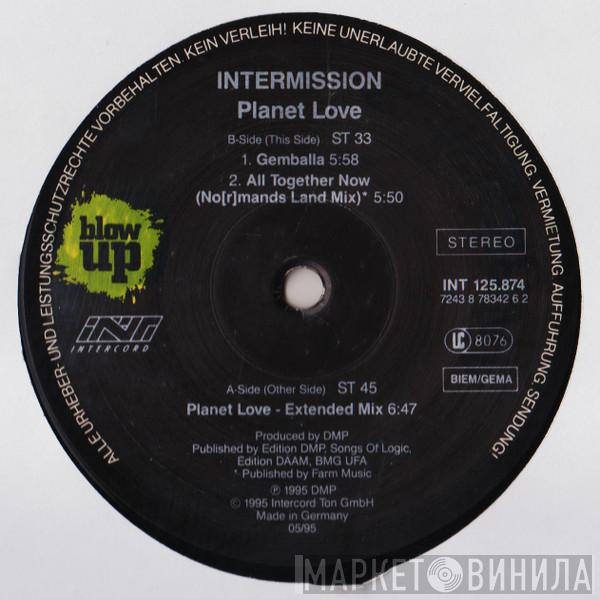 ALLE URHEBER- UND LEISTUNGSSCHUTZRECHTE VORBEHALTEN. KEIN VERLEIH! KEINE UNERLAUBTE VERVIELFÄLTIGUNG, VERMIETUNG, AUFFÜHRUNG, SENDUNG!
INTERMISSION
Planet Love
B-Side (This Side) ST 33
1. Gemballa 5:58
2. All Together Now
(No[r]mands Land Mix)* 5:50
blow
up
STEREO
INT 125.874
7243 8 78342 6 2
INT
INTERCORD
LC 8076
BIEM/GEMA
A-Side (Other Side) ST 45
Planet Love - Extended Mix 6:47
Produced by DMP
Published by Edition DMP, Songs Of Logic,
Edition DAAM, BMG UFA
* Published by Farm Music
℗ 1995 DMP
© 1995 Intercord Ton GmbH
Made in Germany
05/95
МАРКЕТ ВИНИЛА